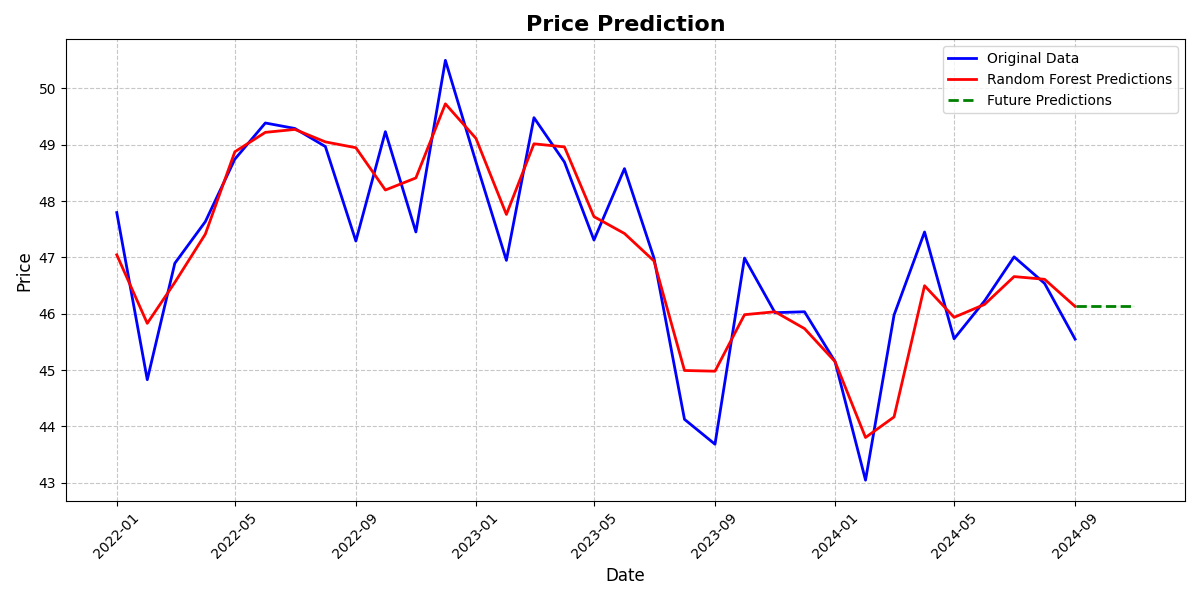 Price Prediction
Original Data
Random Forest Predictions
Future Predictions
Price
50
49
48
47
46
45
44
43
2022-01
2022-05
2022-09
2023-01
2023-05
2023-09
2024-01
2024-05
2024-09
Date